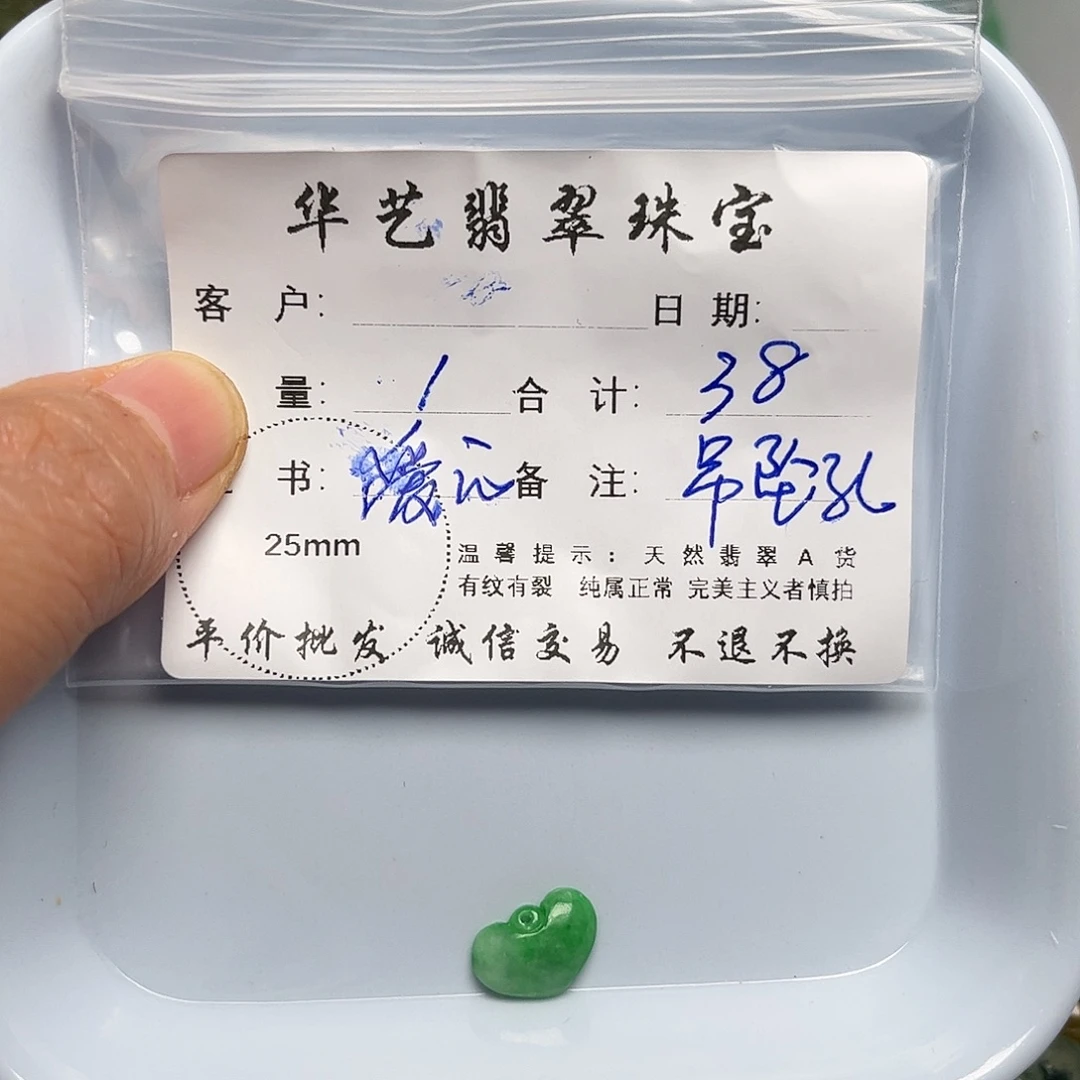 华艺翡翠珠宝
客 户: 日 期:
量: 1 合 计: 38
书: 沁 备 注: 吊坠孔
25mm
温馨提示:天然翡翠A货
有纹有裂 纯属正常 完美主义者慎拍
平价批发 诚信交易 不退不换